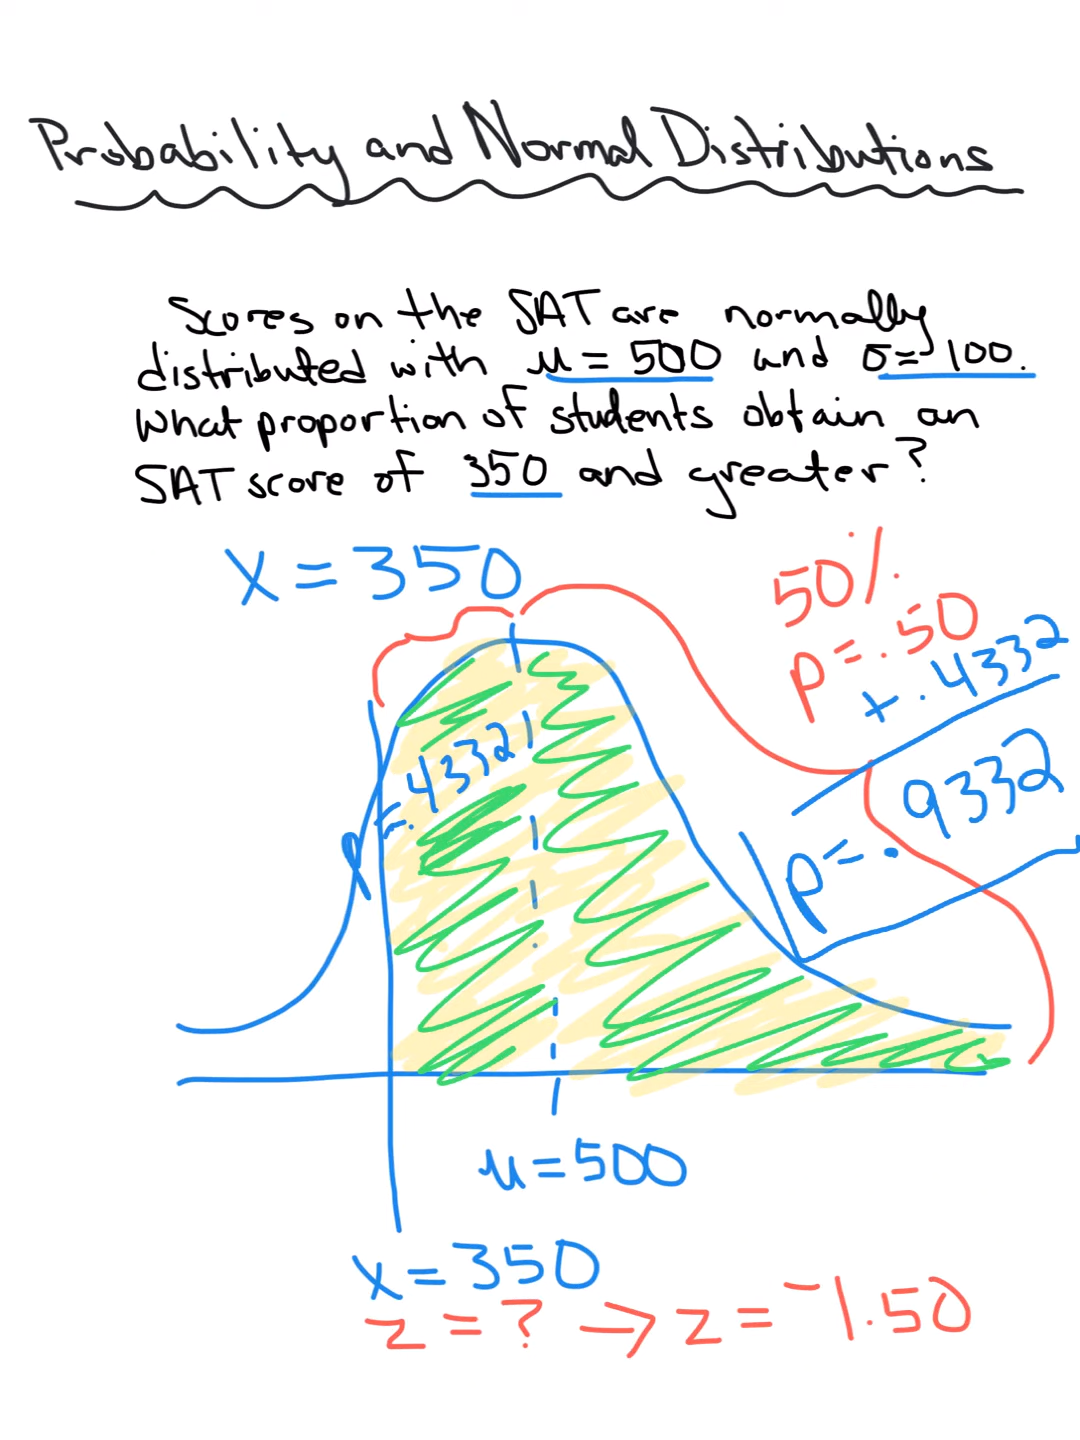 Probability and Normal Distributions
Scores on the SAT are normally
distributed with μ = 500 and σ = 100.
What proportion of students obtain an
SAT score of 350 and greater?
x = 350
50%
p = .50
+ .4332
p = .9332
p = .4332
μ = 500
x = 350
z = ? → z = -1.50